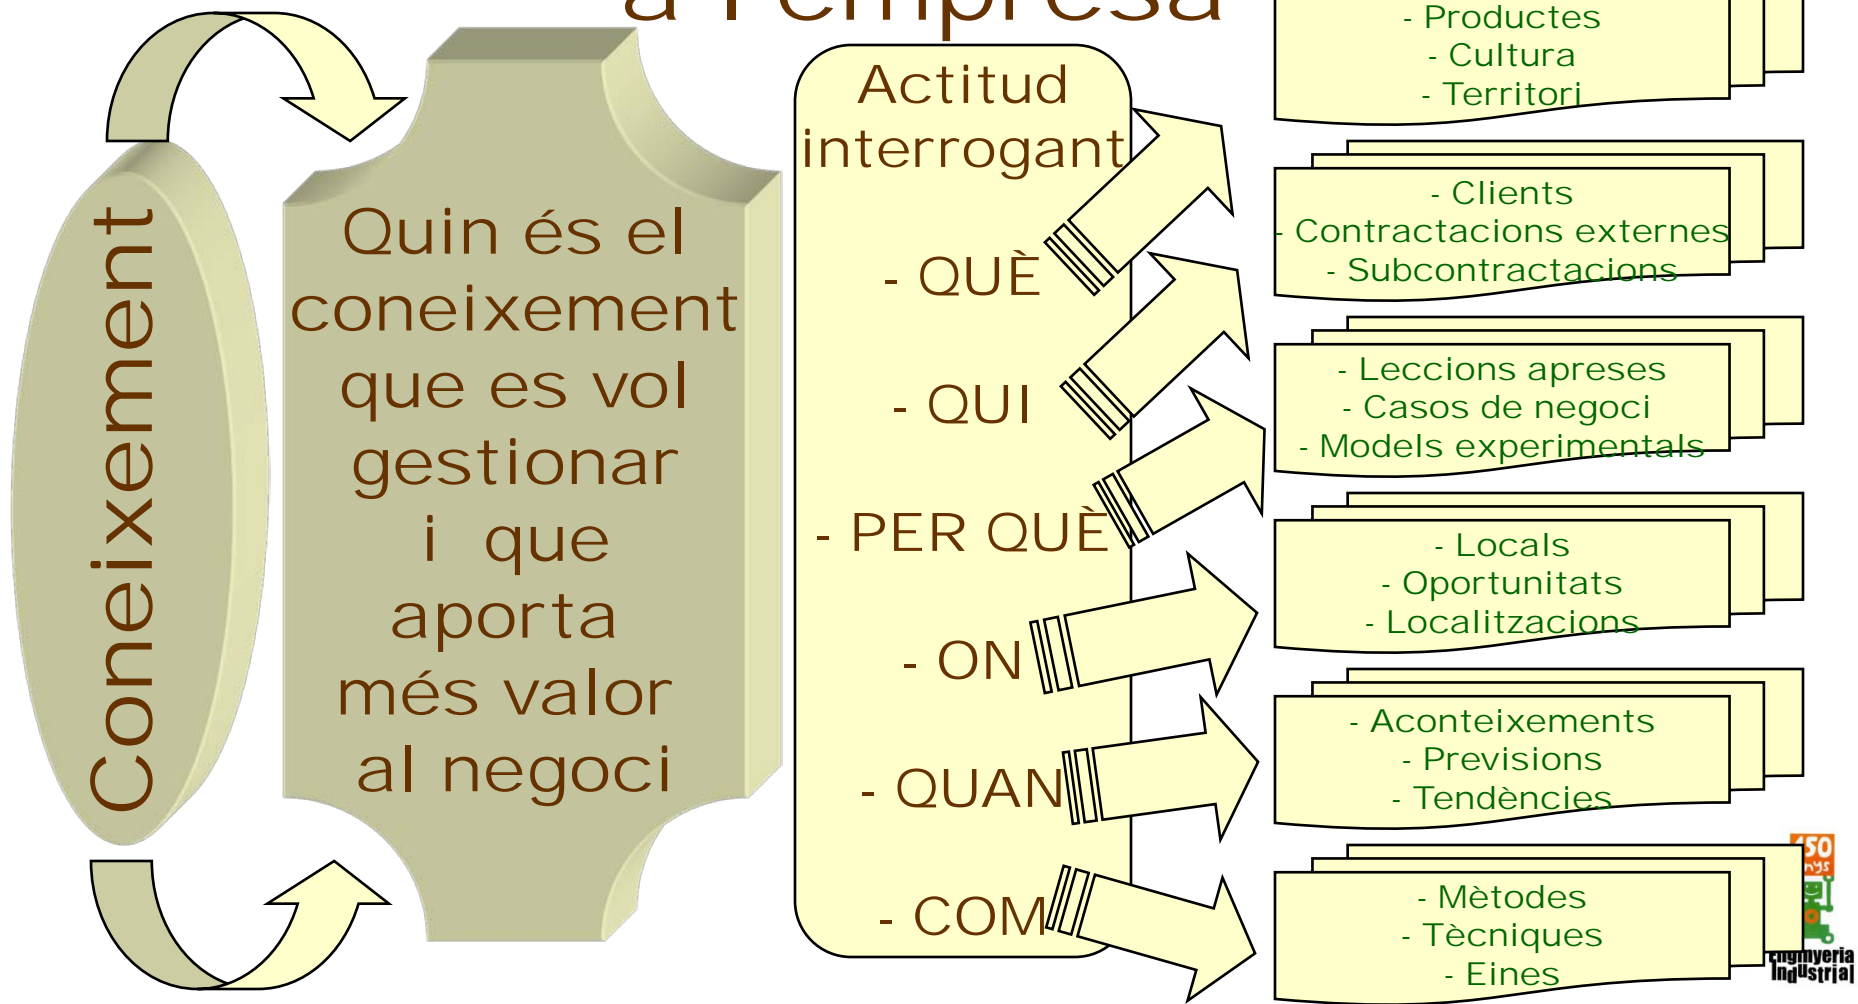 a l'empresa
Coneixement
Quin és el
coneixement
que es vol
gestionar
i que
aporta
més valor
al negoci
Actitud
interrogant
- QUÈ
- QUI
- PER QUÈ
- ON
- QUAN
- COM
- Productes
- Cultura
- Territori
- Clients
- Contractacions externes
- Subcontractacions
- Leccions apreses
- Casos de negoci
- Models experimentals
- Locals
- Oportunitats
- Localitzacions
- Aconteixements
- Previsions
- Tendències
- Mètodes
- Tècniques
- Eines
Industrial